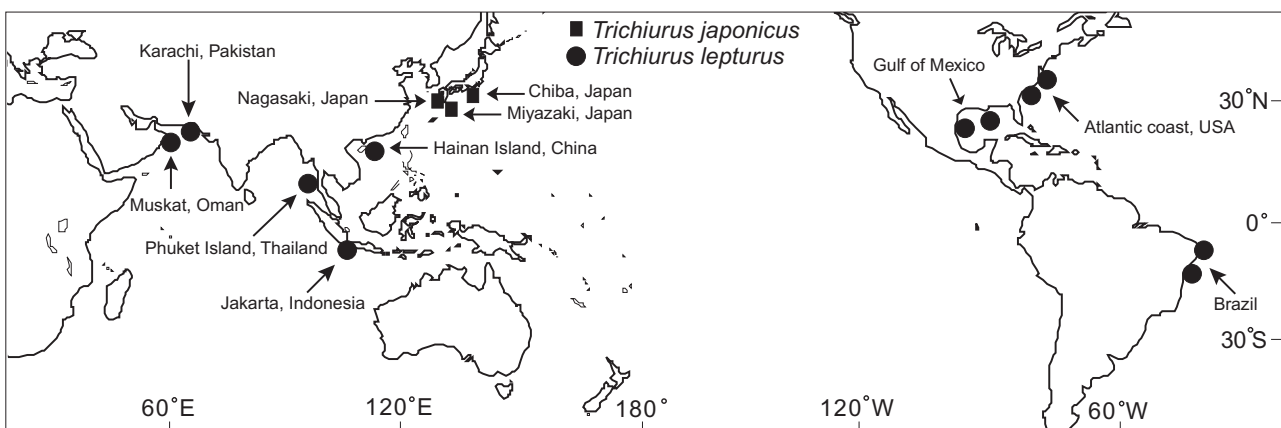 Trichiurus japonicus
Trichiurus lepturus
Karachi, Pakistan
Nagasaki, Japan
Chiba, Japan
Miyazaki, Japan
Hainan Island, China
Muskat, Oman
Phuket Island, Thailand
Jakarta, Indonesia
Gulf of Mexico
Atlantic coast, USA
Brazil
30˚N
0˚
30˚S
60˚E
120˚E
180˚
120˚W
60˚W